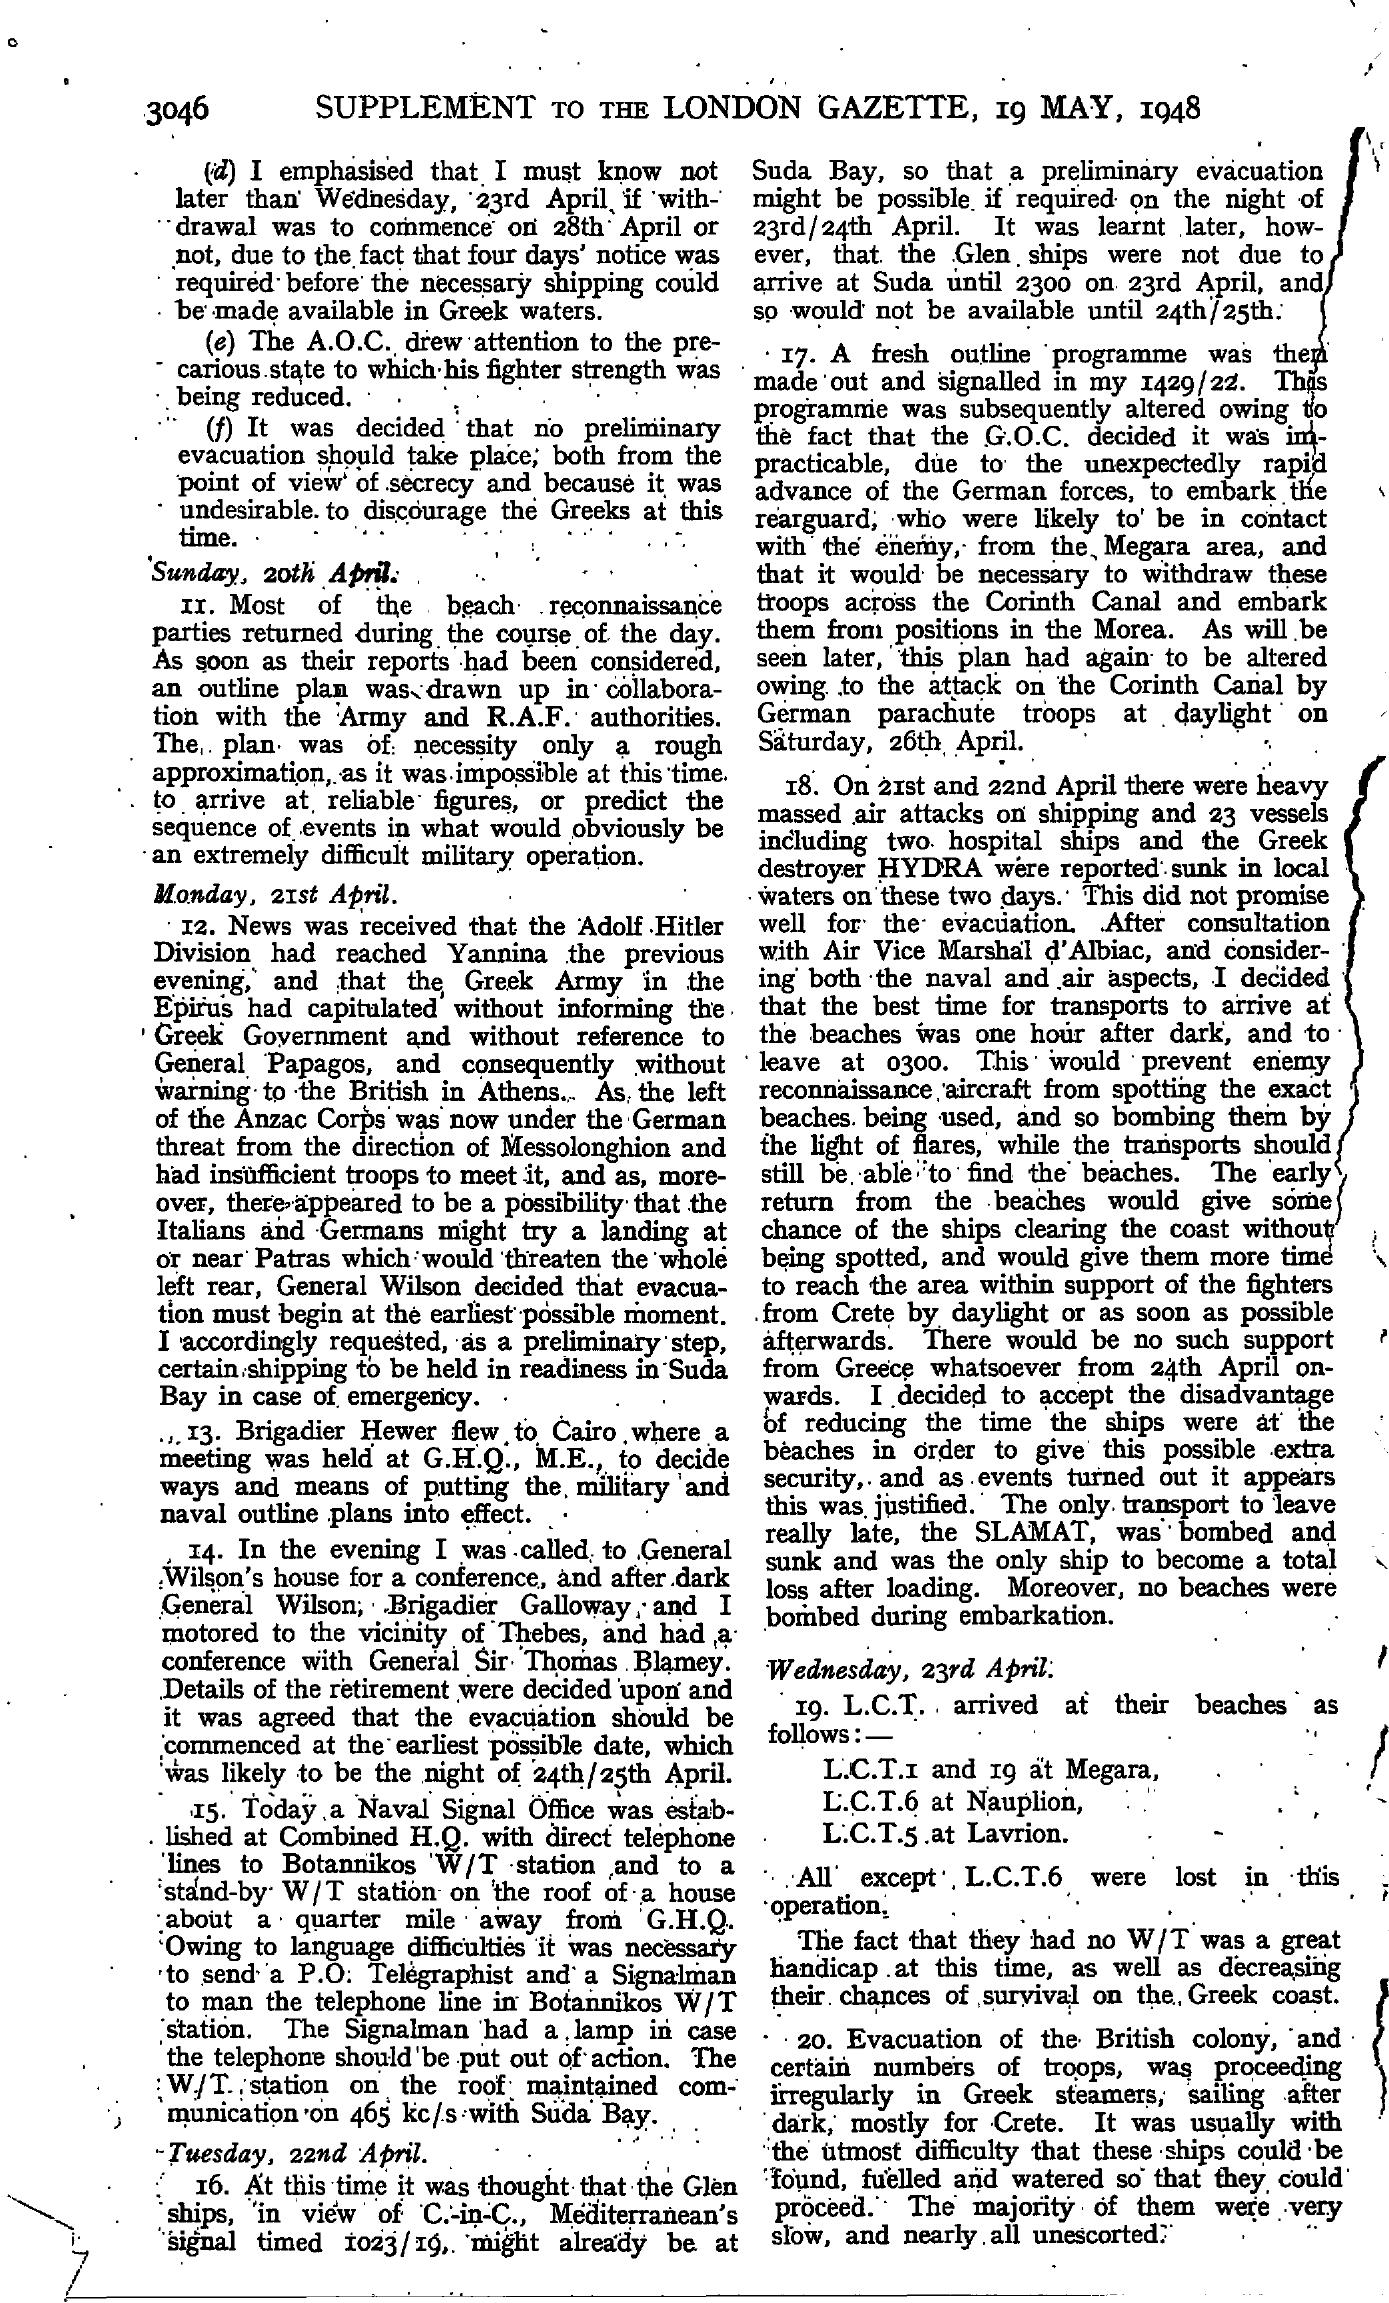 3046 SUPPLEMENT TO THE LONDON GAZETTE, 19 MAY, 1948
(d) I emphasised that I must know not
later than Wednesday, 23rd April, if with-
drawal was to commence on 28th April or
not, due to the fact that four days' notice was
required before the necessary shipping could
be made available in Greek waters.
(e) The A.O.C. drew attention to the pre-
carious state to which his fighter strength was
being reduced.
(f) It was decided that no preliminary
evacuation should take place, both from the
point of view of secrecy and because it was
undesirable to discourage the Greeks at this
time.
Sunday, 20th April.
11. Most of the beach reconnaissance
parties returned during the course of the day.
As soon as their reports had been considered,
an outline plan was drawn up in collabora-
tion with the Army and R.A.F. authorities.
The plan was of necessity only a rough
approximation, as it was impossible at this time
to arrive at reliable figures, or predict the
sequence of events in what would obviously be
an extremely difficult military operation.
Monday, 21st April.
12. News was received that the Adolf Hitler
Division had reached Yannina the previous
evening, and that the Greek Army in the
Epirus had capitulated without informing the
Greek Government and without reference to
General Papagos, and consequently without
warning to the British in Athens. As the left
of the Anzac Corps was now under the German
threat from the direction of Messolonghion and
had insufficient troops to meet it, and as, more-
over, there appeared to be a possibility that the
Italians and Germans might try a landing at
or near Patras which would threaten the whole
left rear, General Wilson decided that evacua-
tion must begin at the earliest possible moment.
I accordingly requested, as a preliminary step,
certain shipping to be held in readiness in Suda
Bay in case of emergency.
13. Brigadier Hewer flew to Cairo where a
meeting was held at G.H.Q., M.E., to decide
ways and means of putting the military and
naval outline plans into effect.
14. In the evening I was called to General
Wilson's house for a conference, and after dark
General Wilson, Brigadier Galloway, and I
motored to the vicinity of Thebes, and had a
conference with General Sir Thomas Blamey.
Details of the retirement were decided upon and
it was agreed that the evacuation should be
commenced at the earliest possible date, which
was likely to be the night of 24th/25th April.
15. Today a Naval Signal Office was estab-
lished at Combined H.Q. with direct telephone
lines to Botannikos W/T station and to a
stand-by W/T station on the roof of a house
about a quarter mile away from G.H.Q.
Owing to language difficulties it was necessary
to send a P.O. Telegraphist and a Signalman
to man the telephone line in Botannikos W/T
station. The Signalman had a lamp in case
the telephone should be put out of action. The
W/T. station on the roof maintained com-
munication on 465 kc/s with Suda Bay.
Tuesday, 22nd April.
16. At this time it was thought that the Glen
ships, in view of C.-in-C., Mediterranean's
signal timed 1023/19, might already be at
Suda Bay, so that a preliminary evacuation
might be possible if required on the night of
23rd/24th April. It was learnt later, how-
ever, that the Glen ships were not due to
arrive at Suda until 2300 on 23rd April, and
so would not be available until 24th/25th.
17. A fresh outline programme was then
made out and signalled in my 1429/22. This
programme was subsequently altered owing to
the fact that the G.O.C. decided it was im-
practicable, due to the unexpectedly rapid
advance of the German forces, to embark the
rearguard, who were likely to be in contact
with the enemy, from the Megara area, and
that it would be necessary to withdraw these
troops across the Corinth Canal and embark
them from positions in the Morea. As will be
seen later, this plan had again to be altered
owing to the attack on the Corinth Canal by
German parachute troops at daylight on
Saturday, 26th April.
18. On 21st and 22nd April there were heavy
massed air attacks on shipping and 23 vessels
including two hospital ships and the Greek
destroyer HYDRA were reported sunk in local
waters on these two days. This did not promise
well for the evacuation. After consultation
with Air Vice Marshal d'Albiac, and consider-
ing both the naval and air aspects, I decided
that the best time for transports to arrive at
the beaches was one hour after dark, and to
leave at 0300. This would prevent enemy
reconnaissance aircraft from spotting the exact
beaches being used, and so bombing them by
the light of flares, while the transports should
still be able to find the beaches. The early
return from the beaches would give some
chance of the ships clearing the coast without
being spotted, and would give them more time
to reach the area within support of the fighters
from Crete by daylight or as soon as possible
afterwards. There would be no such support
from Greece whatsoever from 24th April on-
wards. I decided to accept the disadvantage
of reducing the time the ships were at the
beaches in order to give this possible extra
security, and as events turned out it appears
this was justified. The only transport to leave
really late, the SLAMAT, was bombed and
sunk and was the only ship to become a total
loss after loading. Moreover, no beaches were
bombed during embarkation.
Wednesday, 23rd April.
19. L.C.T. arrived at their beaches as
follows:—
L.C.T.1 and 19 at Megara,
L.C.T.6 at Nauplion,
L.C.T.5 at Lavrion.
All except L.C.T.6 were lost in this
operation.
The fact that they had no W/T was a great
handicap at this time, as well as decreasing
their chances of survival on the Greek coast.
20. Evacuation of the British colony, and
certain numbers of troops, was proceeding
irregularly in Greek steamers, sailing after
dark, mostly for Crete. It was usually with
the utmost difficulty that these ships could be
found, fuelled and watered so that they could
proceed. The majority of them were very
slow, and nearly all unescorted.